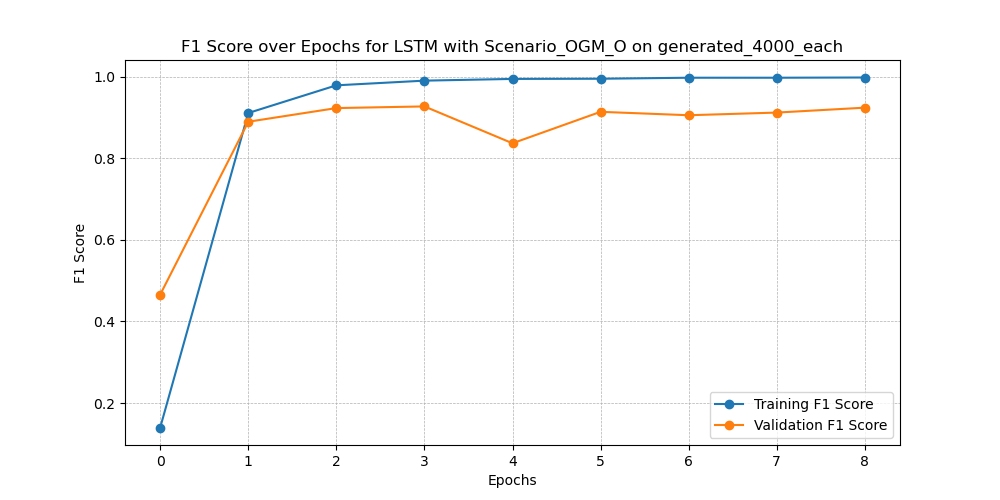 F1 Score over Epochs for LSTM with Scenario_OGM_O on generated_4000_each
1.0
0.8
0.6
0.4
0.2
F1 Score
0 1 2 3 4 5 6 7 8
Epochs
Training F1 Score
Validation F1 Score